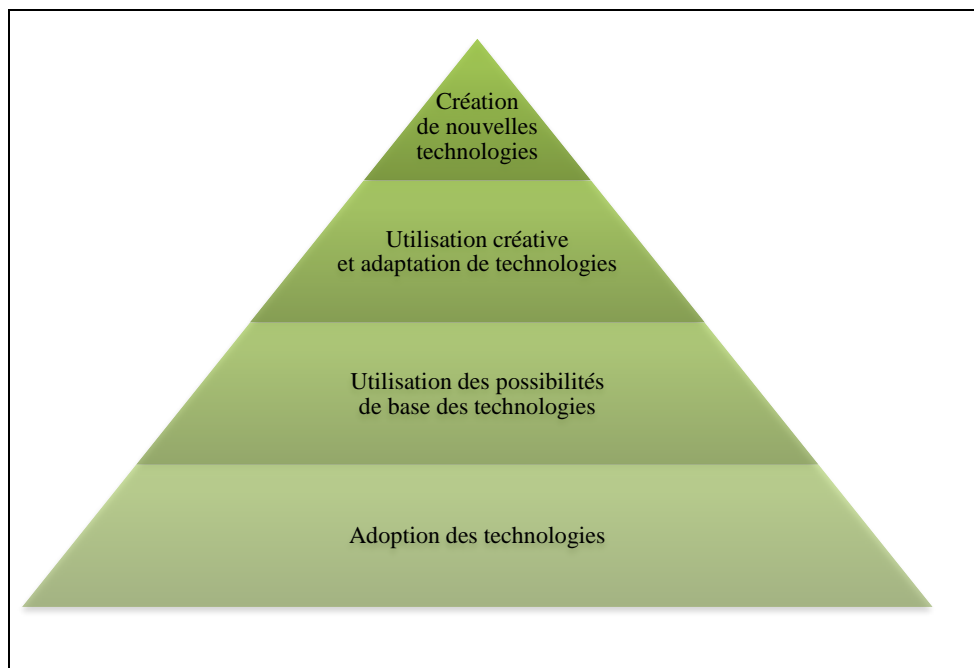 Création
de nouvelles
technologies
Utilisation créative
et adaptation de technologies
Utilisation des possibilités
de base des technologies
Adoption des technologies